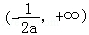 (-1/2a, +∞)